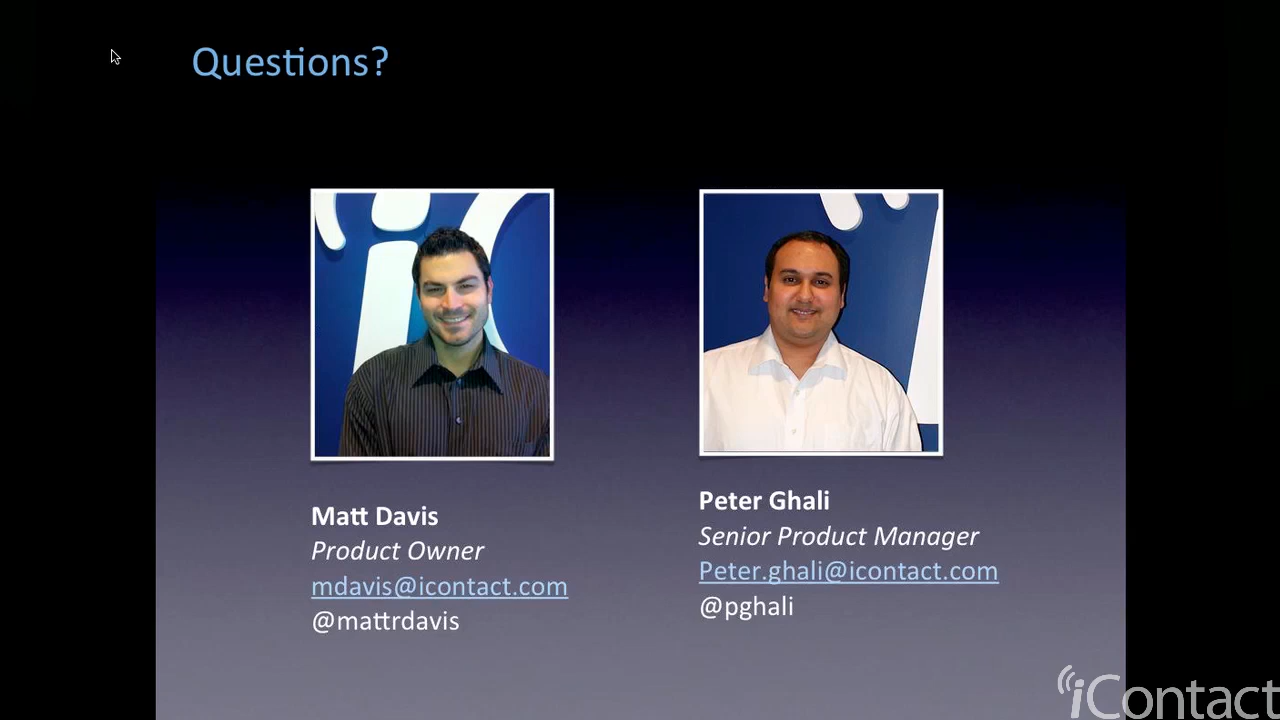 Questions?
Matt Davis
Product Owner
mdavis@icontact.com
@mattrdavis
Peter Ghali
Senior Product Manager
Peter.ghali@icontact.com
@pghali
iContact